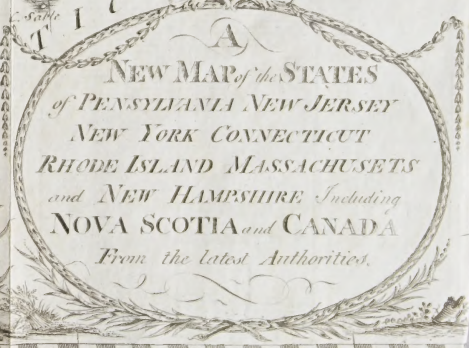 C. Sable
T I C
A
NEW MAP of the STATES
of PENSYLVANIA NEW JERSEY
NEW YORK CONNECTICUT
RHODE ISLAND MASSACHUSETS
and NEW HAMPSHIRE Including
NOVA SCOTIA and CANADA
From the latest Authorities.